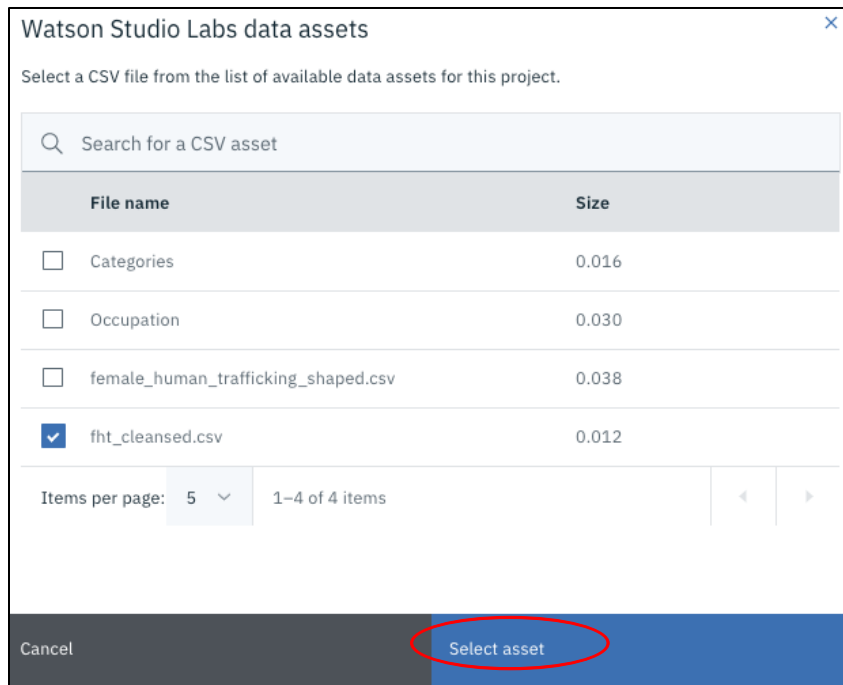 Watson Studio Labs data assets
Select a CSV file from the list of available data assets for this project.
Search for a CSV asset
File name Size
Categories 0.016
Occupation 0.030
female_human_trafficking_shaped.csv 0.038
fht_cleansed.csv 0.012
Items per page: 5 1–4 of 4 items
Cancel Select asset